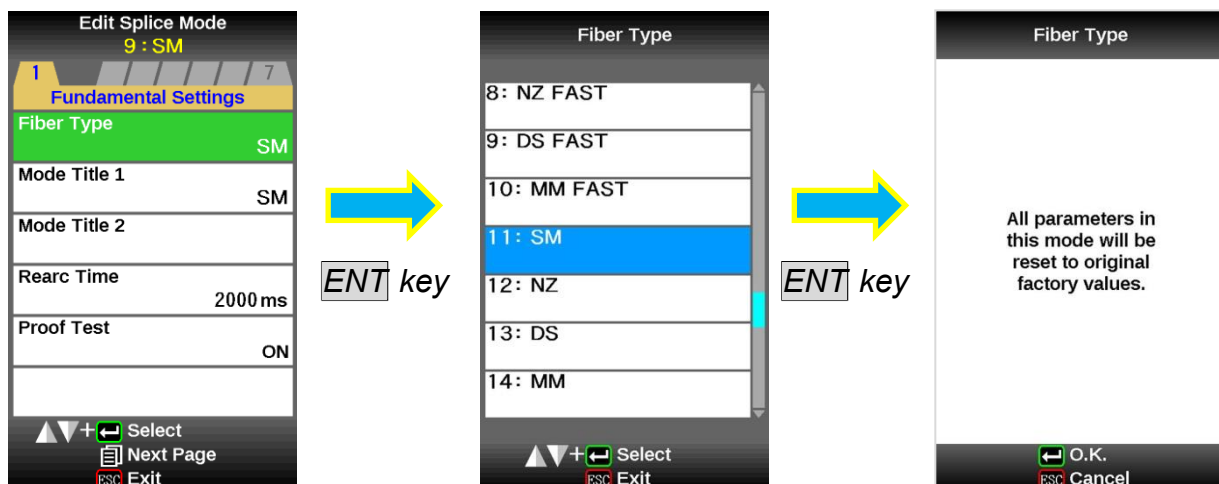 Edit Splice Mode
9 : SM
1
7
Fundamental Settings
Fiber Type
SM
Mode Title 1
SM
Mode Title 2
Rearc Time
2000 ms
Proof Test
ON
+ Select
Next Page
ESC Exit
ENT key
Fiber Type
8: NZ FAST
9: DS FAST
10: MM FAST
11: SM
12: NZ
13: DS
14: MM
+ Select
ESC Exit
ENT key
Fiber Type
All parameters in
this mode will be
reset to original
factory values.
O.K.
ESC Cancel